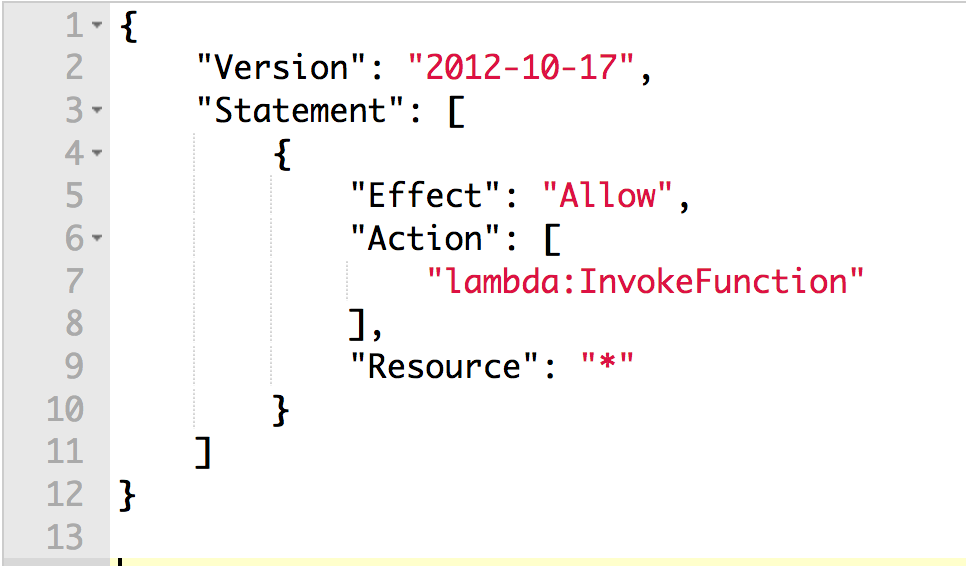 1 {
2     "Version": "2012-10-17",
3     "Statement": [
4         {
5             "Effect": "Allow",
6             "Action": [
7                 "lambda:InvokeFunction"
8             ],
9             "Resource": "*"
10         }
11     ]
12 }
13